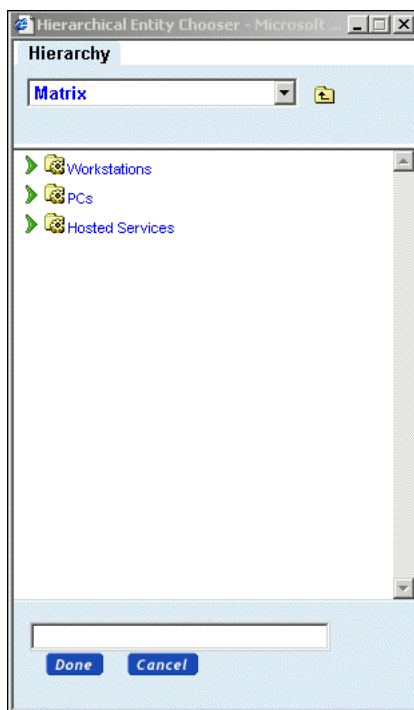 Hierarchical Entity Chooser - Microsoft ...
Hierarchy
Matrix
Workstations
PCs
Hosted Services
Done
Cancel